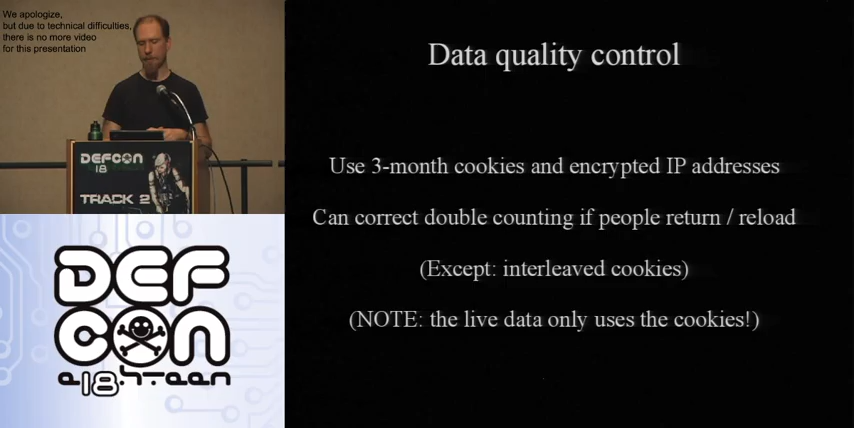 We apologize,
but due to technical difficulties,
there is no more video
for this presentation
DEFCON
18
TRACK 2
DEF
CON
e18hteen
Data quality control
Use 3-month cookies and encrypted IP addresses
Can correct double counting if people return / reload
(Except: interleaved cookies)
(NOTE: the live data only uses the cookies!)